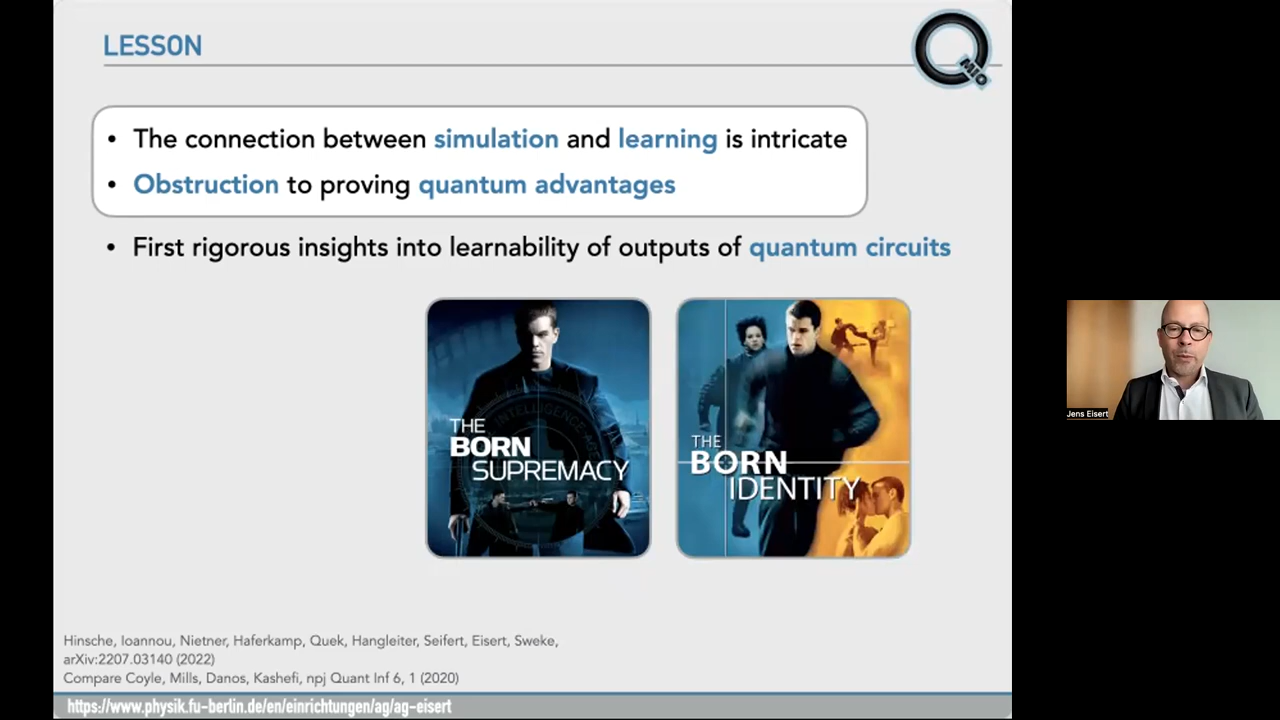 LESSON
MIO
• The connection between simulation and learning is intricate
• Obstruction to proving quantum advantages
• First rigorous insights into learnability of outputs of quantum circuits
THE
BORN
SUPREMACY
THE
BORN
IDENTITY
Jens Eisert
Hinsche, Ioannou, Nietner, Haferkamp, Quek, Hangleiter, Seifert, Eisert, Sweke,
arXiv:2207.03140 (2022)
Compare Coyle, Mills, Danos, Kashefi, npj Quant Inf 6, 1 (2020)
https://www.physik.fu-berlin.de/en/einrichtungen/ag/ag-eisert